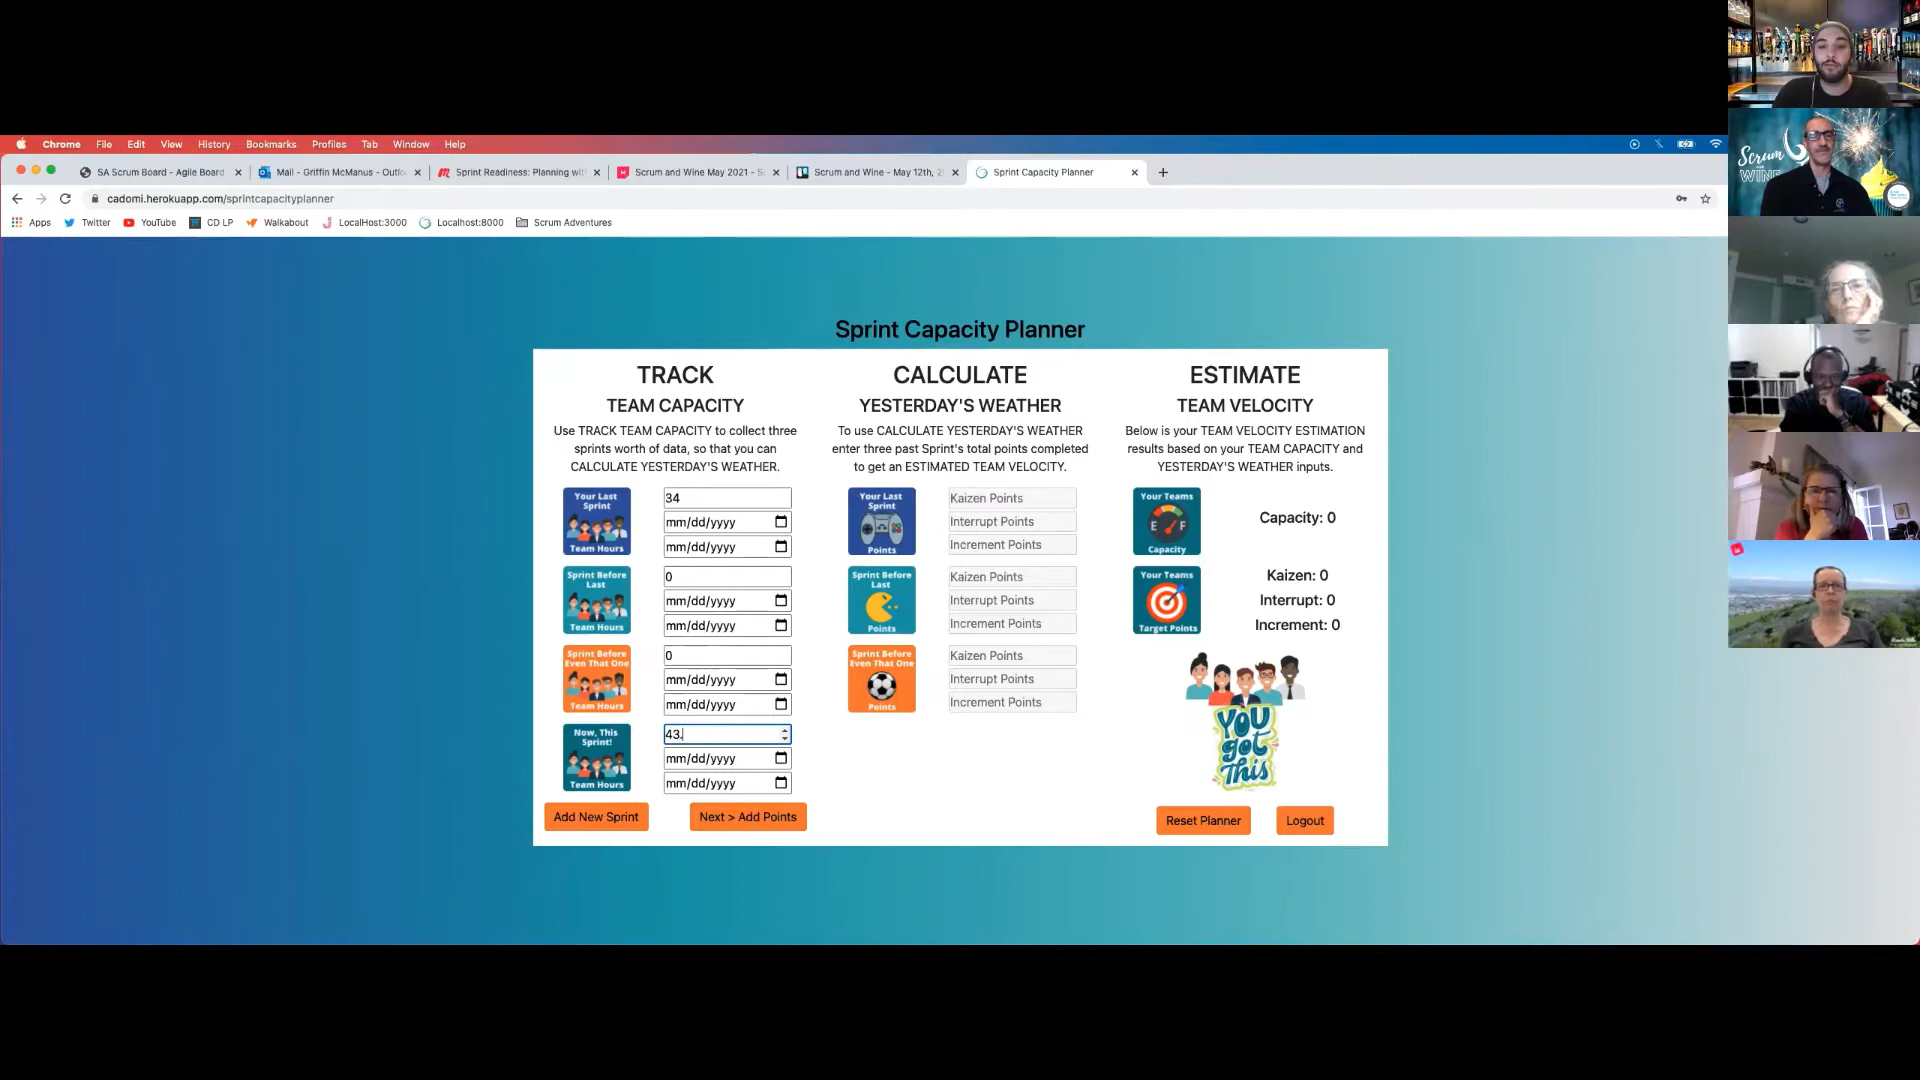 Chrome File Edit View History Bookmarks Profiles Tab Window Help
SA Scrum Board - Agile Board
Mail - Griffin McManus - Outlo
Sprint Readiness: Planning wit
Scrum and Wine May 2021 - S
Scrum and Wine - May 12th, 2
Sprint Capacity Planner
cadomi.herokuapp.com/sprintcapacityplanner
Apps Twitter YouTube CD LP Walkabout LocalHost:3000 Localhost:8000 Scrum Adventures
Sprint Capacity Planner
TRACK
TEAM CAPACITY
Use TRACK TEAM CAPACITY to collect three
sprints worth of data, so that you can
CALCULATE YESTERDAY'S WEATHER.
Your Last
Sprint
Team Hours
34
mm/dd/yyyy
mm/dd/yyyy
Sprint Before
Last
Team Hours
0
mm/dd/yyyy
mm/dd/yyyy
Sprint Before
Even That One
Team Hours
0
mm/dd/yyyy
mm/dd/yyyy
Now, This
Sprint!
Team Hours
43.
mm/dd/yyyy
mm/dd/yyyy
Add New Sprint
Next > Add Points
CALCULATE
YESTERDAY'S WEATHER
To use CALCULATE YESTERDAY'S WEATHER
enter three past Sprint's total points completed
to get an ESTIMATED TEAM VELOCITY.
Your Last
Sprint
Points
Kaizen Points
Interrupt Points
Increment Points
Sprint Before
Last
Points
Kaizen Points
Interrupt Points
Increment Points
Sprint Before
Even That One
Points
Kaizen Points
Interrupt Points
Increment Points
ESTIMATE
TEAM VELOCITY
Below is your TEAM VELOCITY ESTIMATION
results based on your TEAM CAPACITY and
YESTERDAY'S WEATHER inputs.
Your Teams
E F
Capacity
Capacity: 0
Your Teams
Target Points
Kaizen: 0
Interrupt: 0
Increment: 0
YOU
got
THIS
Reset Planner
Logout
Scrum
WINE